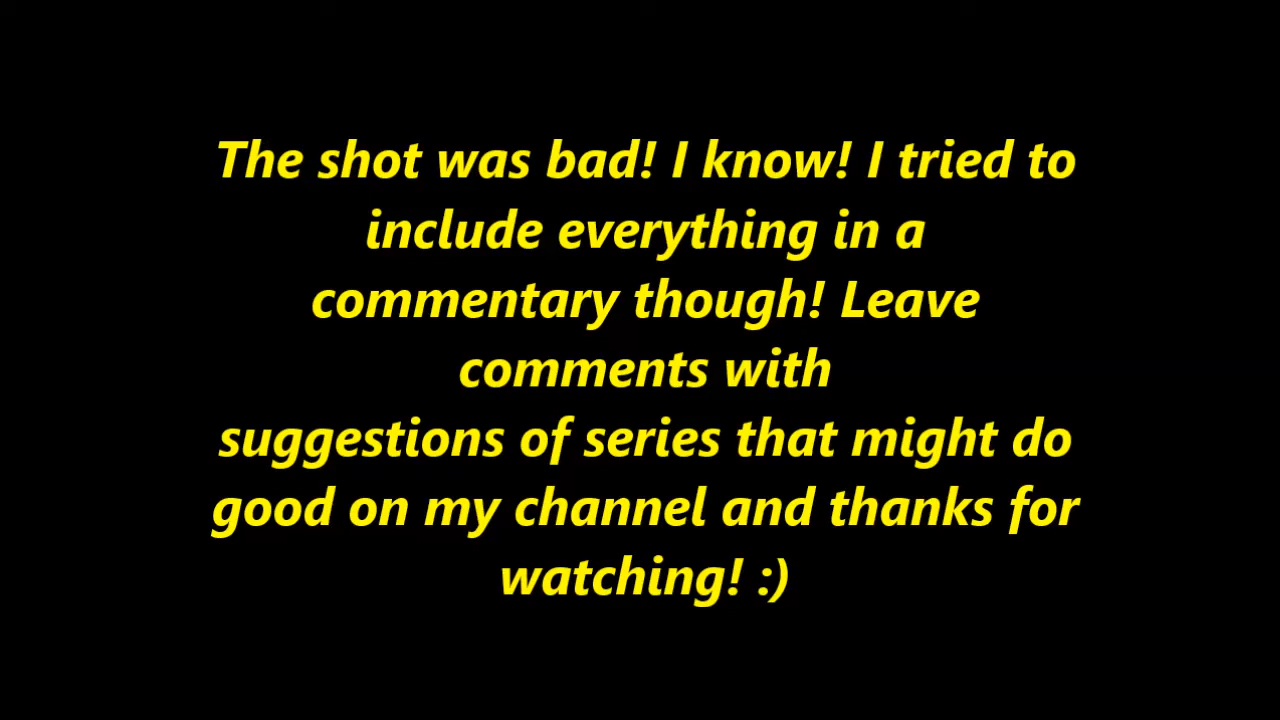 The shot was bad! I know! I tried to
include everything in a
commentary though! Leave
comments with
suggestions of series that might do
good on my channel and thanks for
watching! :)